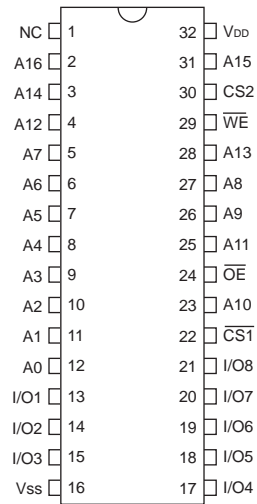 NC 1 32 VDD
A16 2 31 A15
A14 3 30 CS2
A12 4 29 W̅E̅
A7 5 28 A13
A6 6 27 A8
A5 7 26 A9
A4 8 25 A11
A3 9 24 O̅E̅
A2 10 23 A10
A1 11 22 C̅S̅1̅
A0 12 21 I/O8
I/O1 13 20 I/O7
I/O2 14 19 I/O6
I/O3 15 18 I/O5
Vss 16 17 I/O4